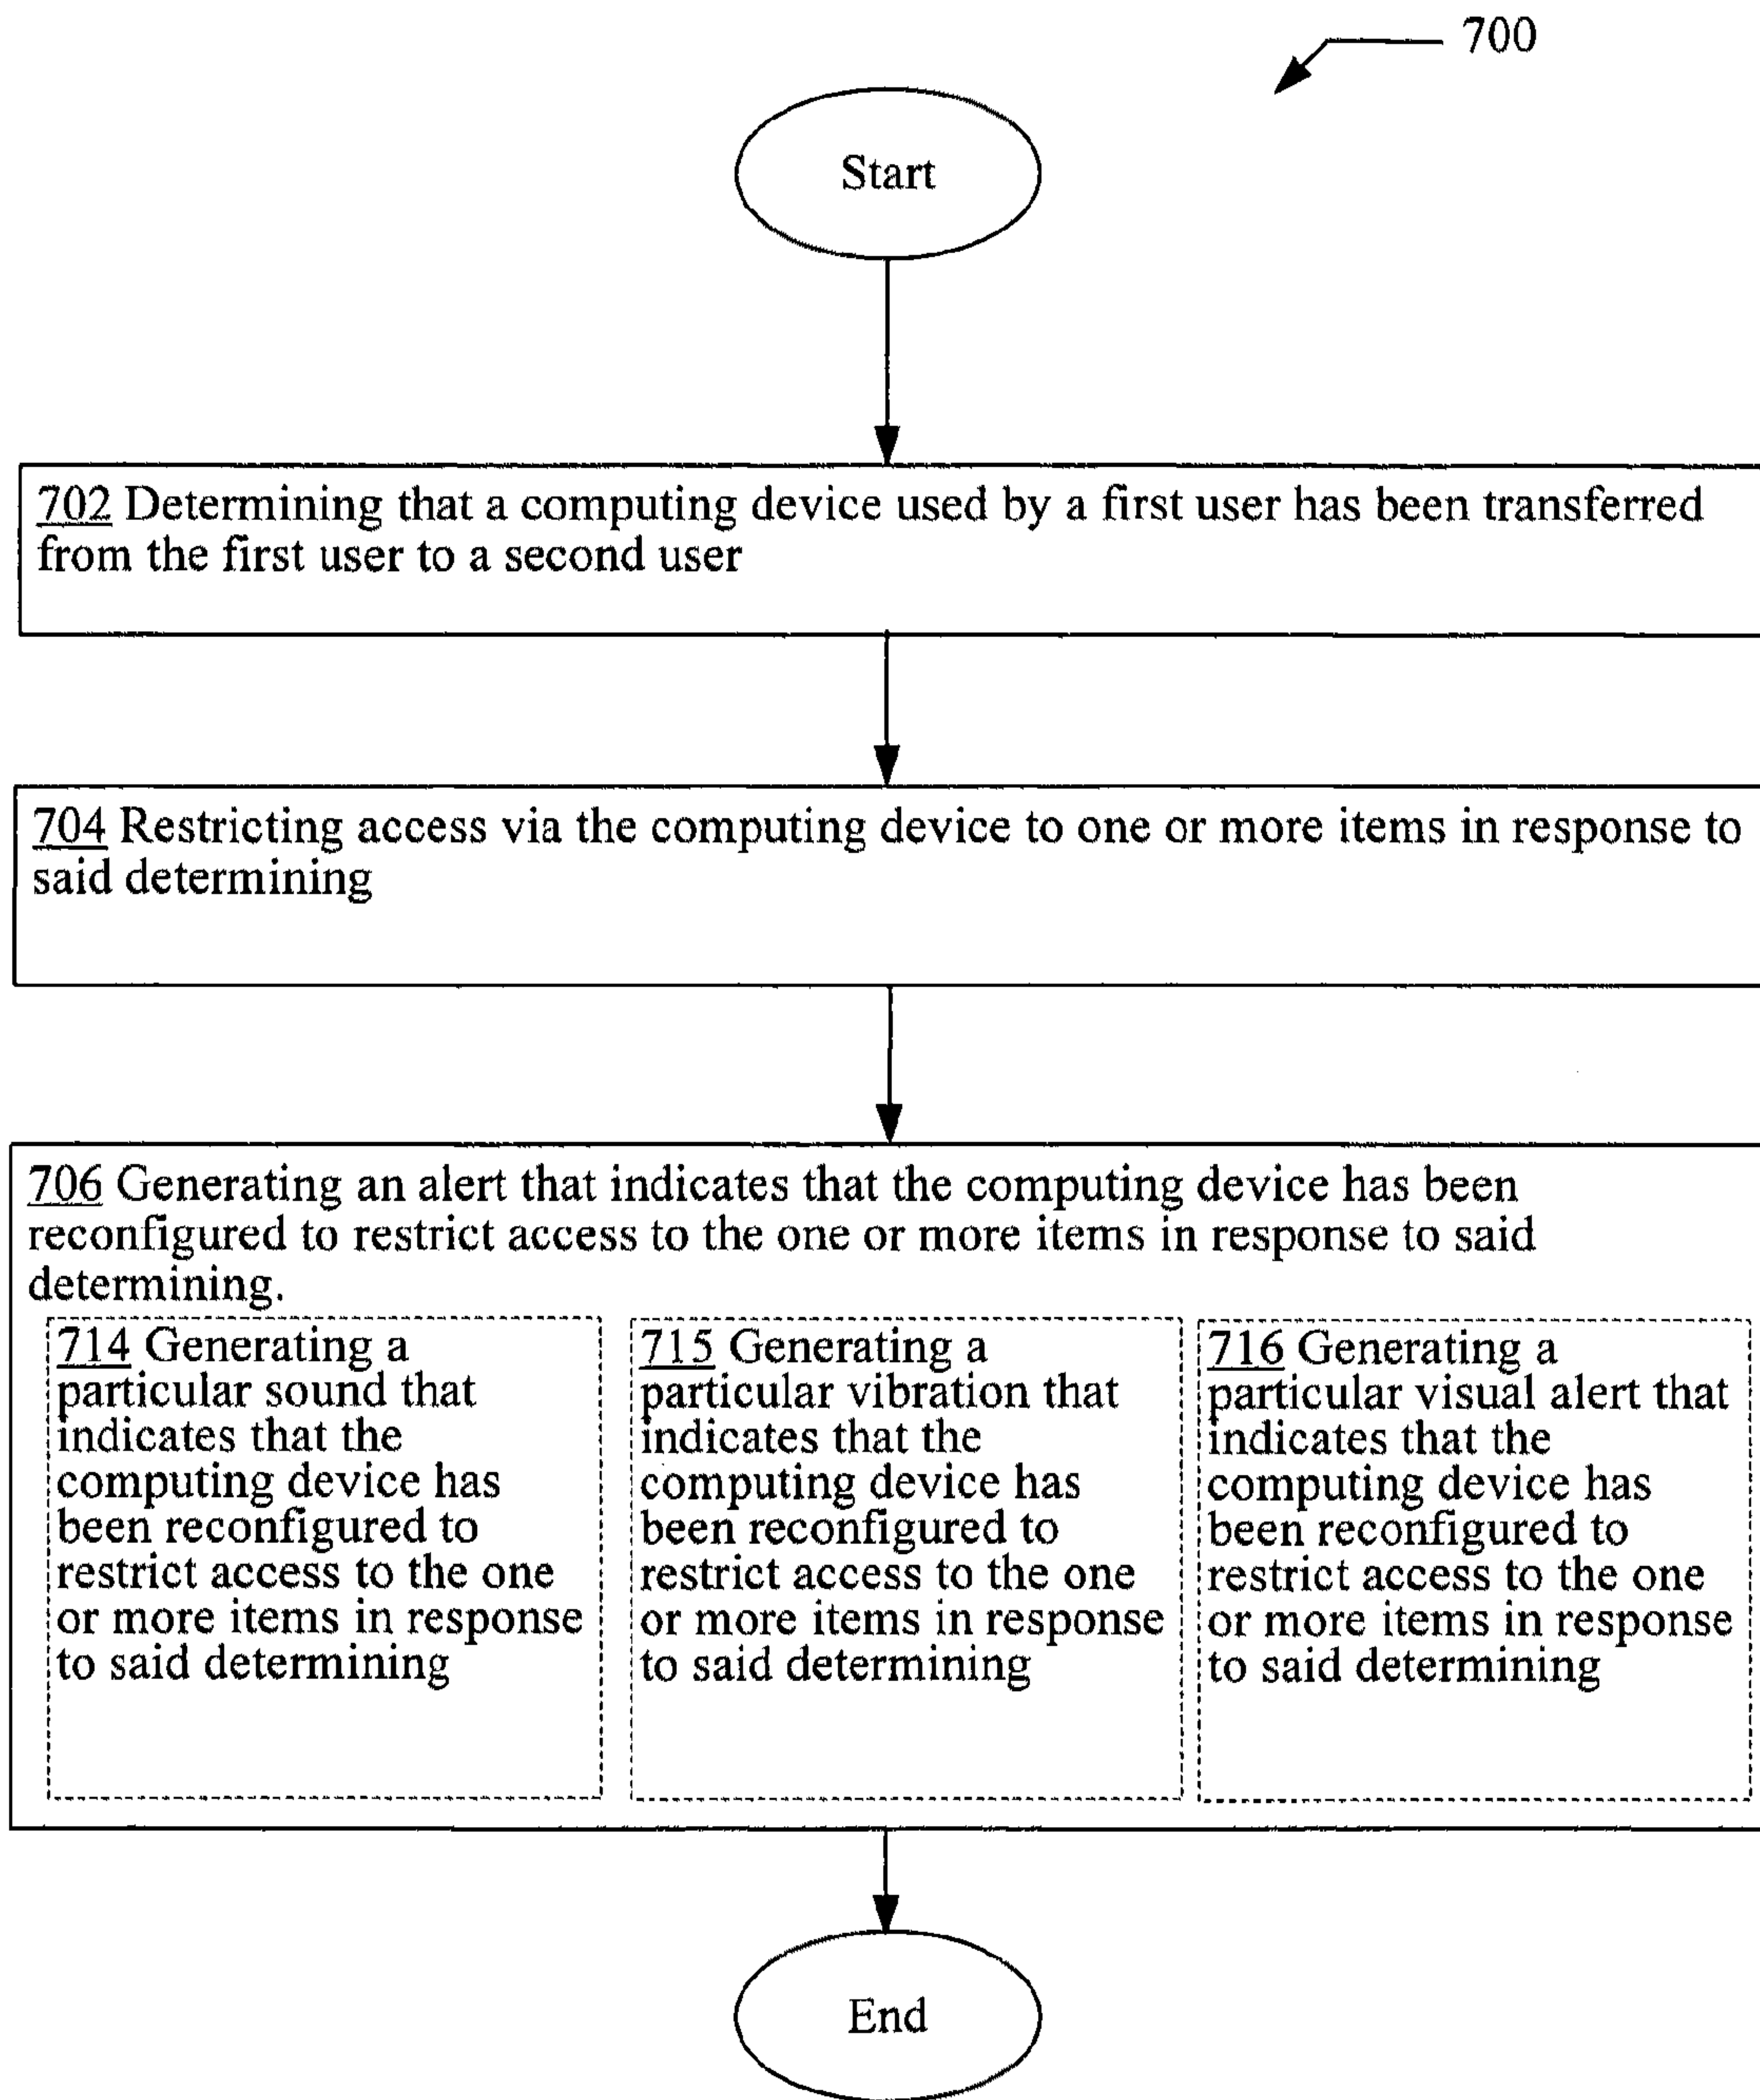 700
Start
702 Determining that a computing device used by a first user has been transferred
from the first user to a second user
704 Restricting access via the computing device to one or more items in response to
said determining
706 Generating an alert that indicates that the computing device has been
reconfigured to restrict access to the one or more items in response to said
determining.
714 Generating a
particular sound that
indicates that the
computing device has
been reconfigured to
restrict access to the one
or more items in response
to said determining
715 Generating a
particular vibration that
indicates that the
computing device has
been reconfigured to
restrict access to the one
or more items in response
to said determining
716 Generating a
particular visual alert that
indicates that the
computing device has
been reconfigured to
restrict access to the one
or more items in response
to said determining
End